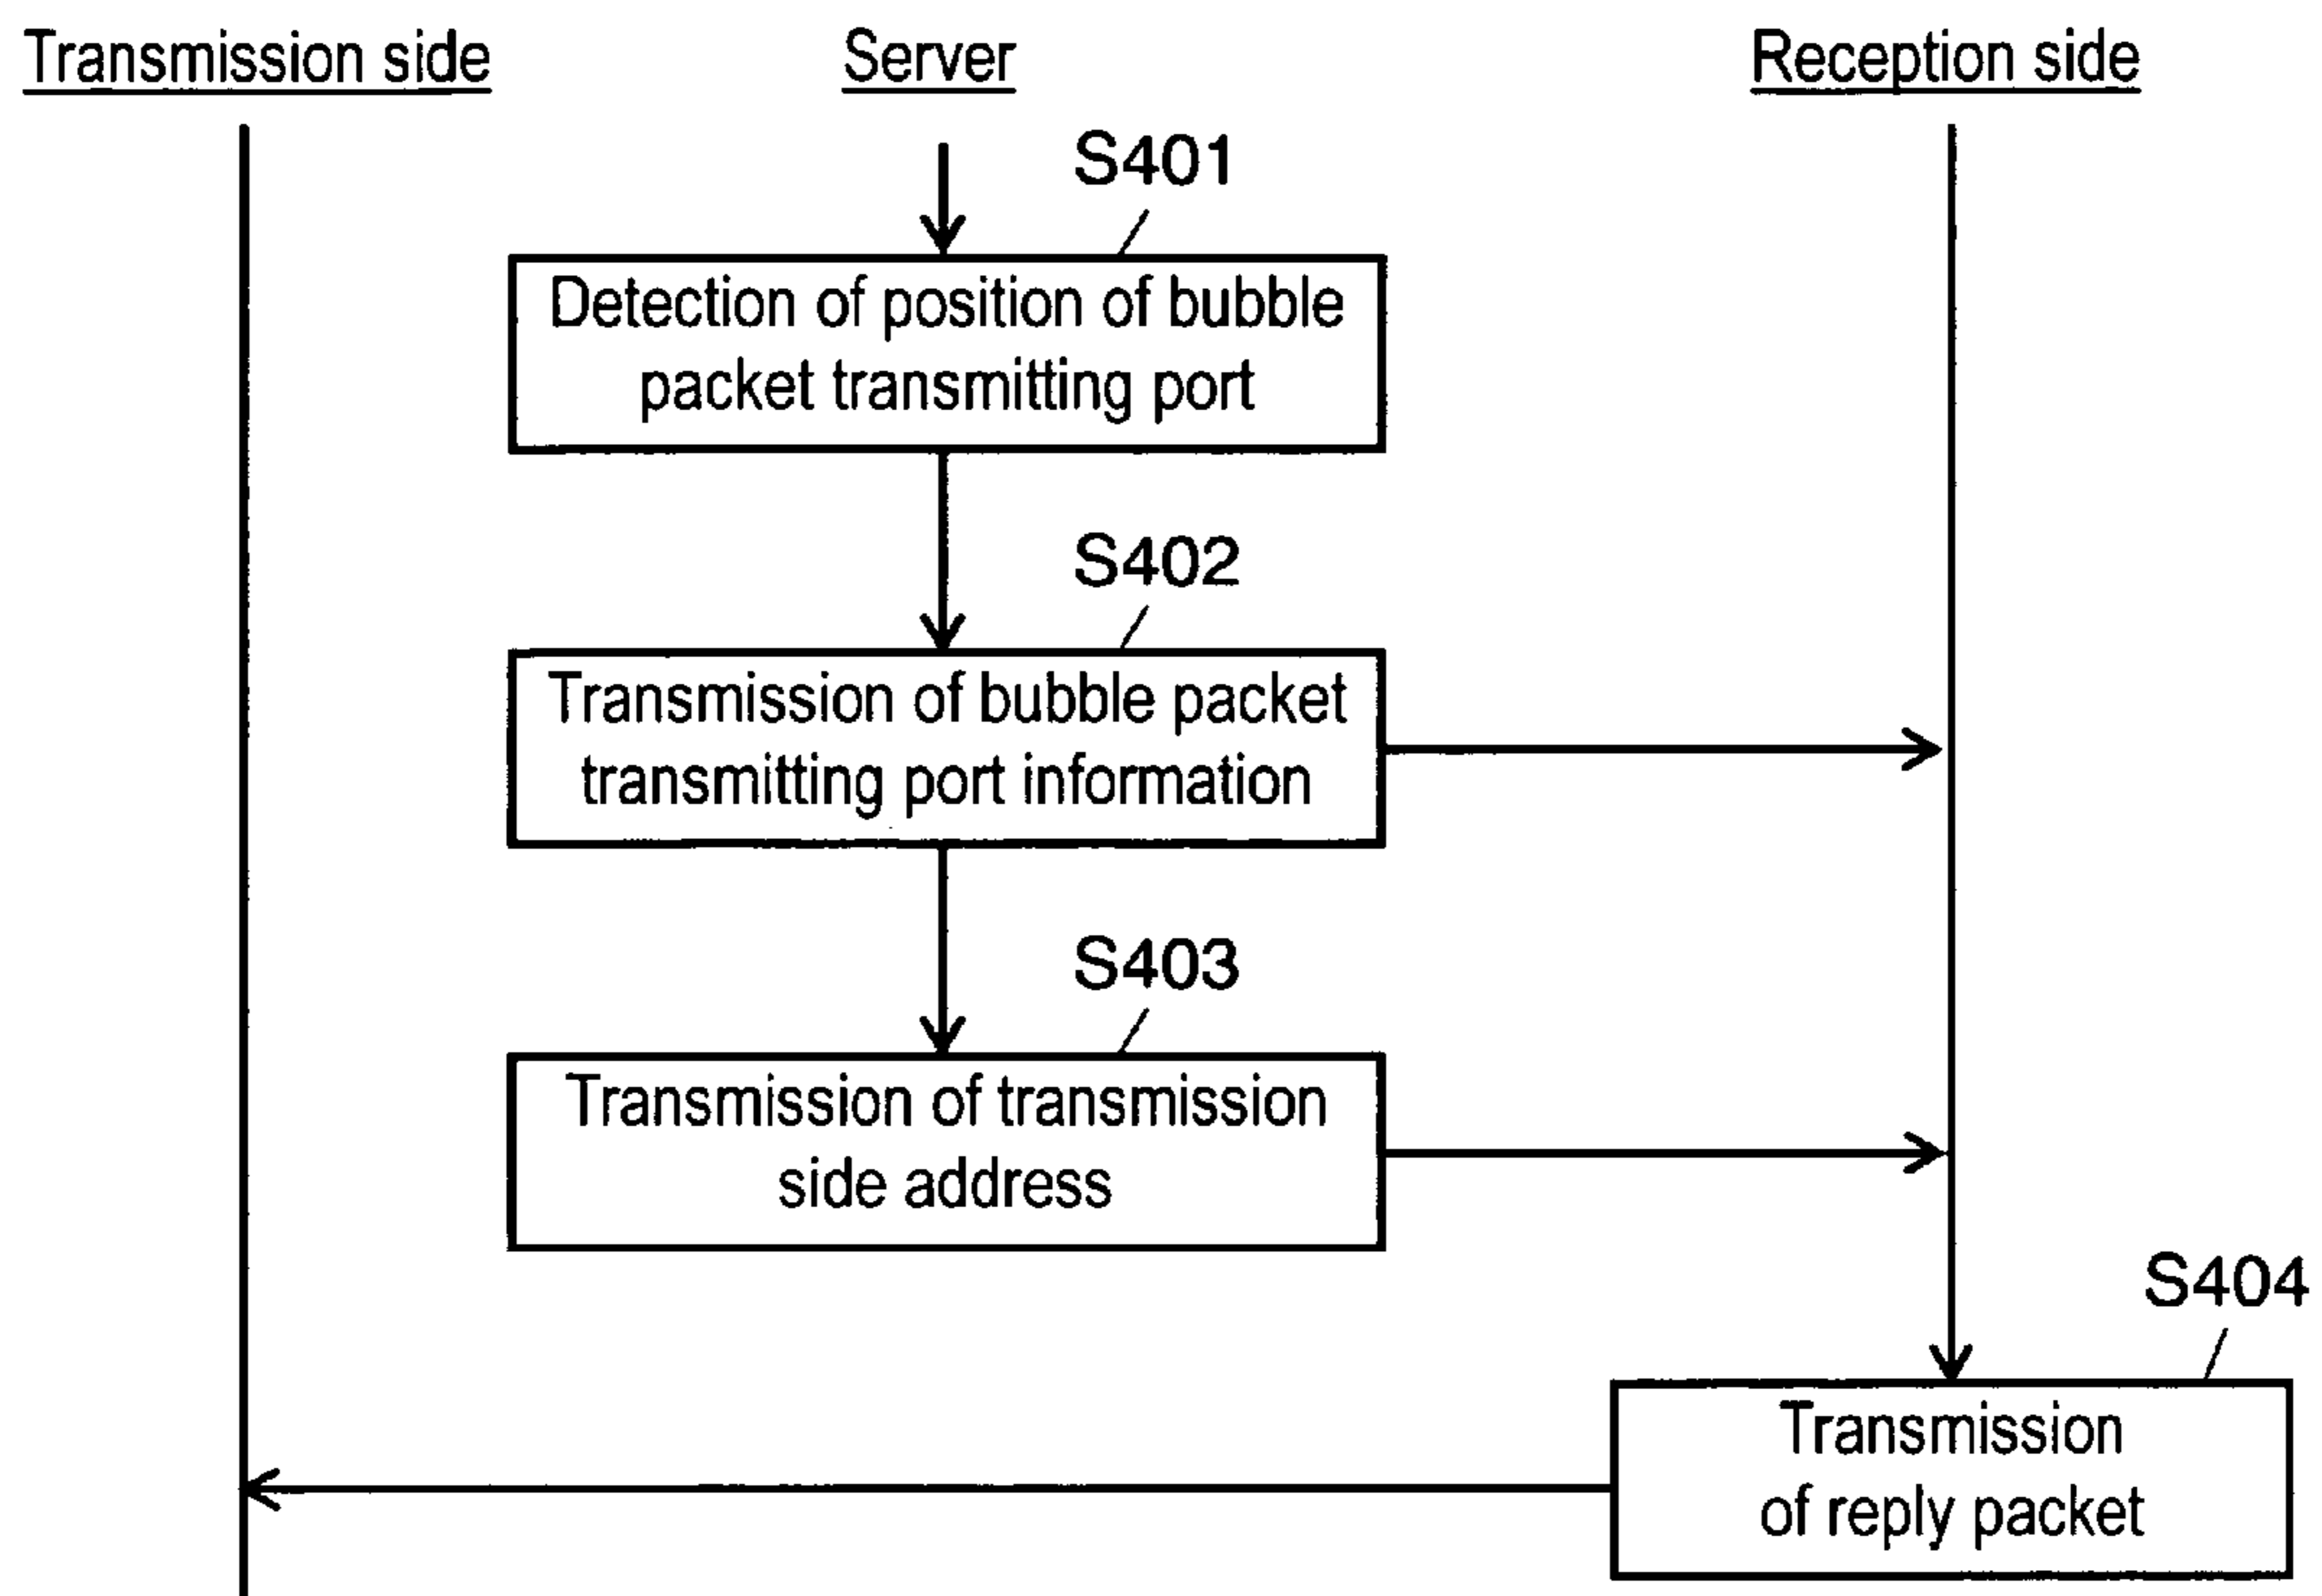 Transmission side
Server
Reception side
S401
Detection of position of bubble
packet transmitting port
S402
Transmission of bubble packet
transmitting port information
S403
Transmission of transmission
side address
S404
Transmission
of reply packet